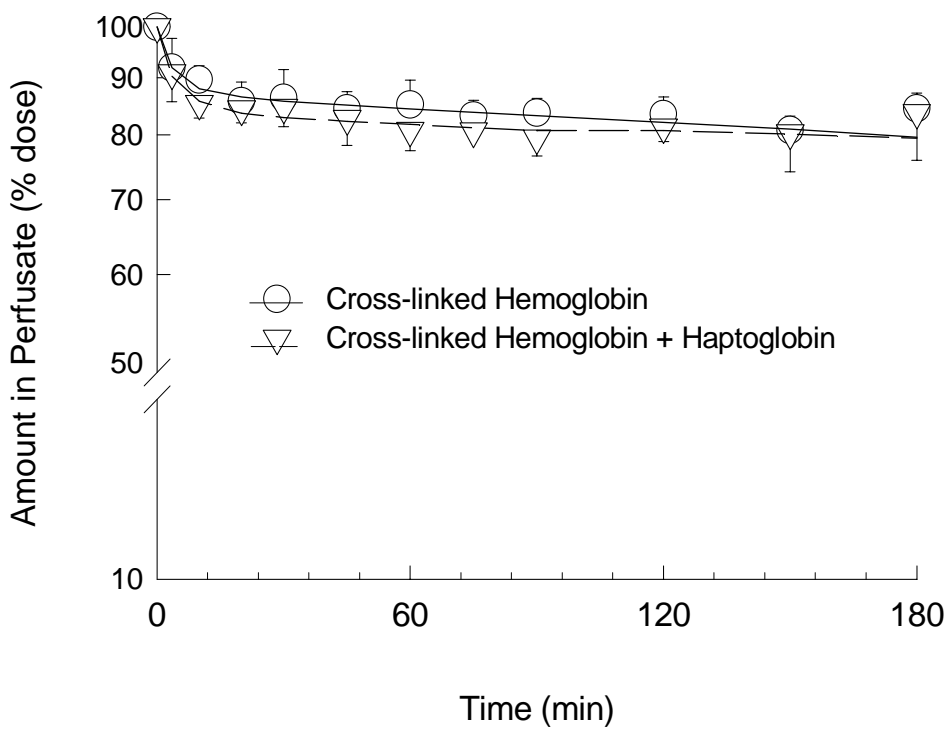 Amount in Perfusate (% dose)
100
90
80
70
60
50
10
Cross-linked Hemoglobin
Cross-linked Hemoglobin + Haptoglobin
0 60 120 180
Time (min)